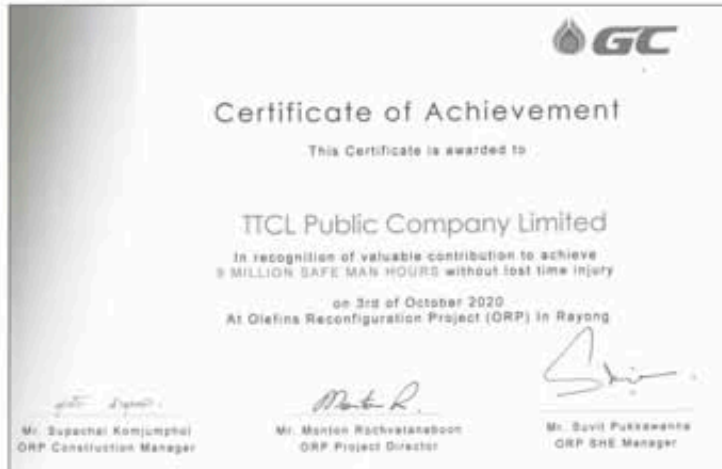 GC
Certificate of Achievement
This Certificate is awarded to
TTCL Public Company Limited
In recognition of valuable contribution to achieve
9 MILLION SAFE MAN HOURS without lost time injury
on 3rd of October 2020
At Olefins Reconfiguration Project (ORP) in Rayong
Monton R.
Mr. Supachai Komjumphol
ORP Construction Manager
Mr. Monton Rochvatanaboon
ORP Project Director
Mr. Suvit Pukkawanna
ORP SHE Manager